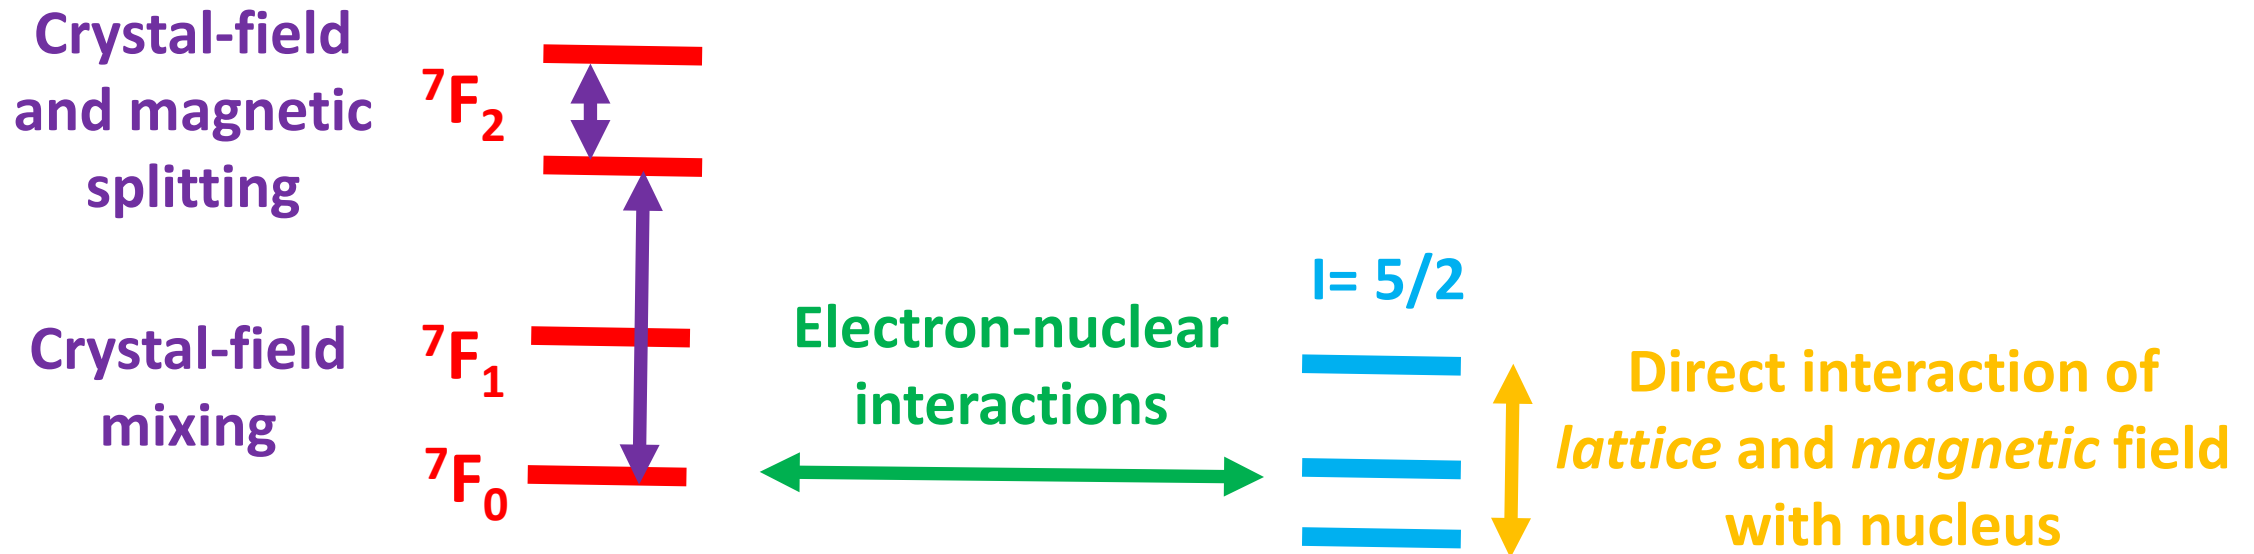 Crystal-field
and magnetic
splitting
⁷F₂
Crystal-field
mixing
⁷F₁
⁷F₀
Electron-nuclear
interactions
I= 5/2
Direct interaction of
lattice and magnetic field
with nucleus